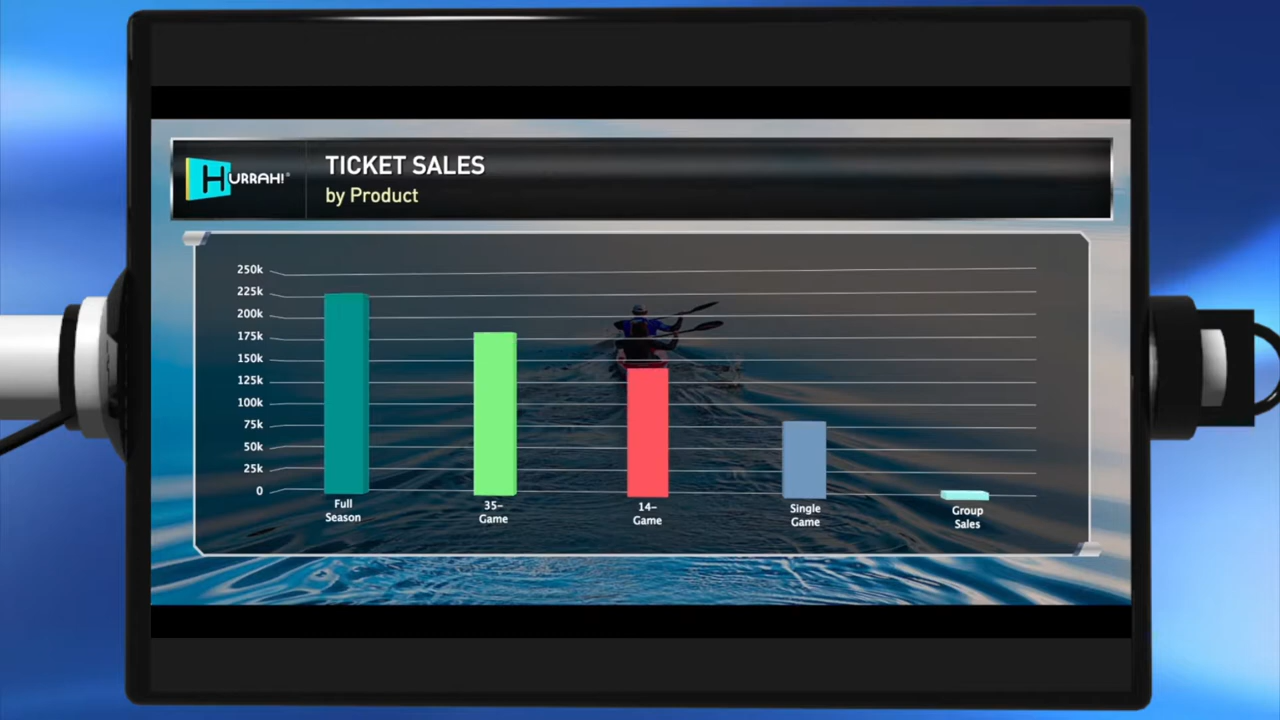 HURRAH!®
TICKET SALES
by Product
250k
225k
200k
175k
150k
125k
100k
75k
50k
25k
0
Full
Season
35-
Game
14-
Game
Single
Game
Group
Sales